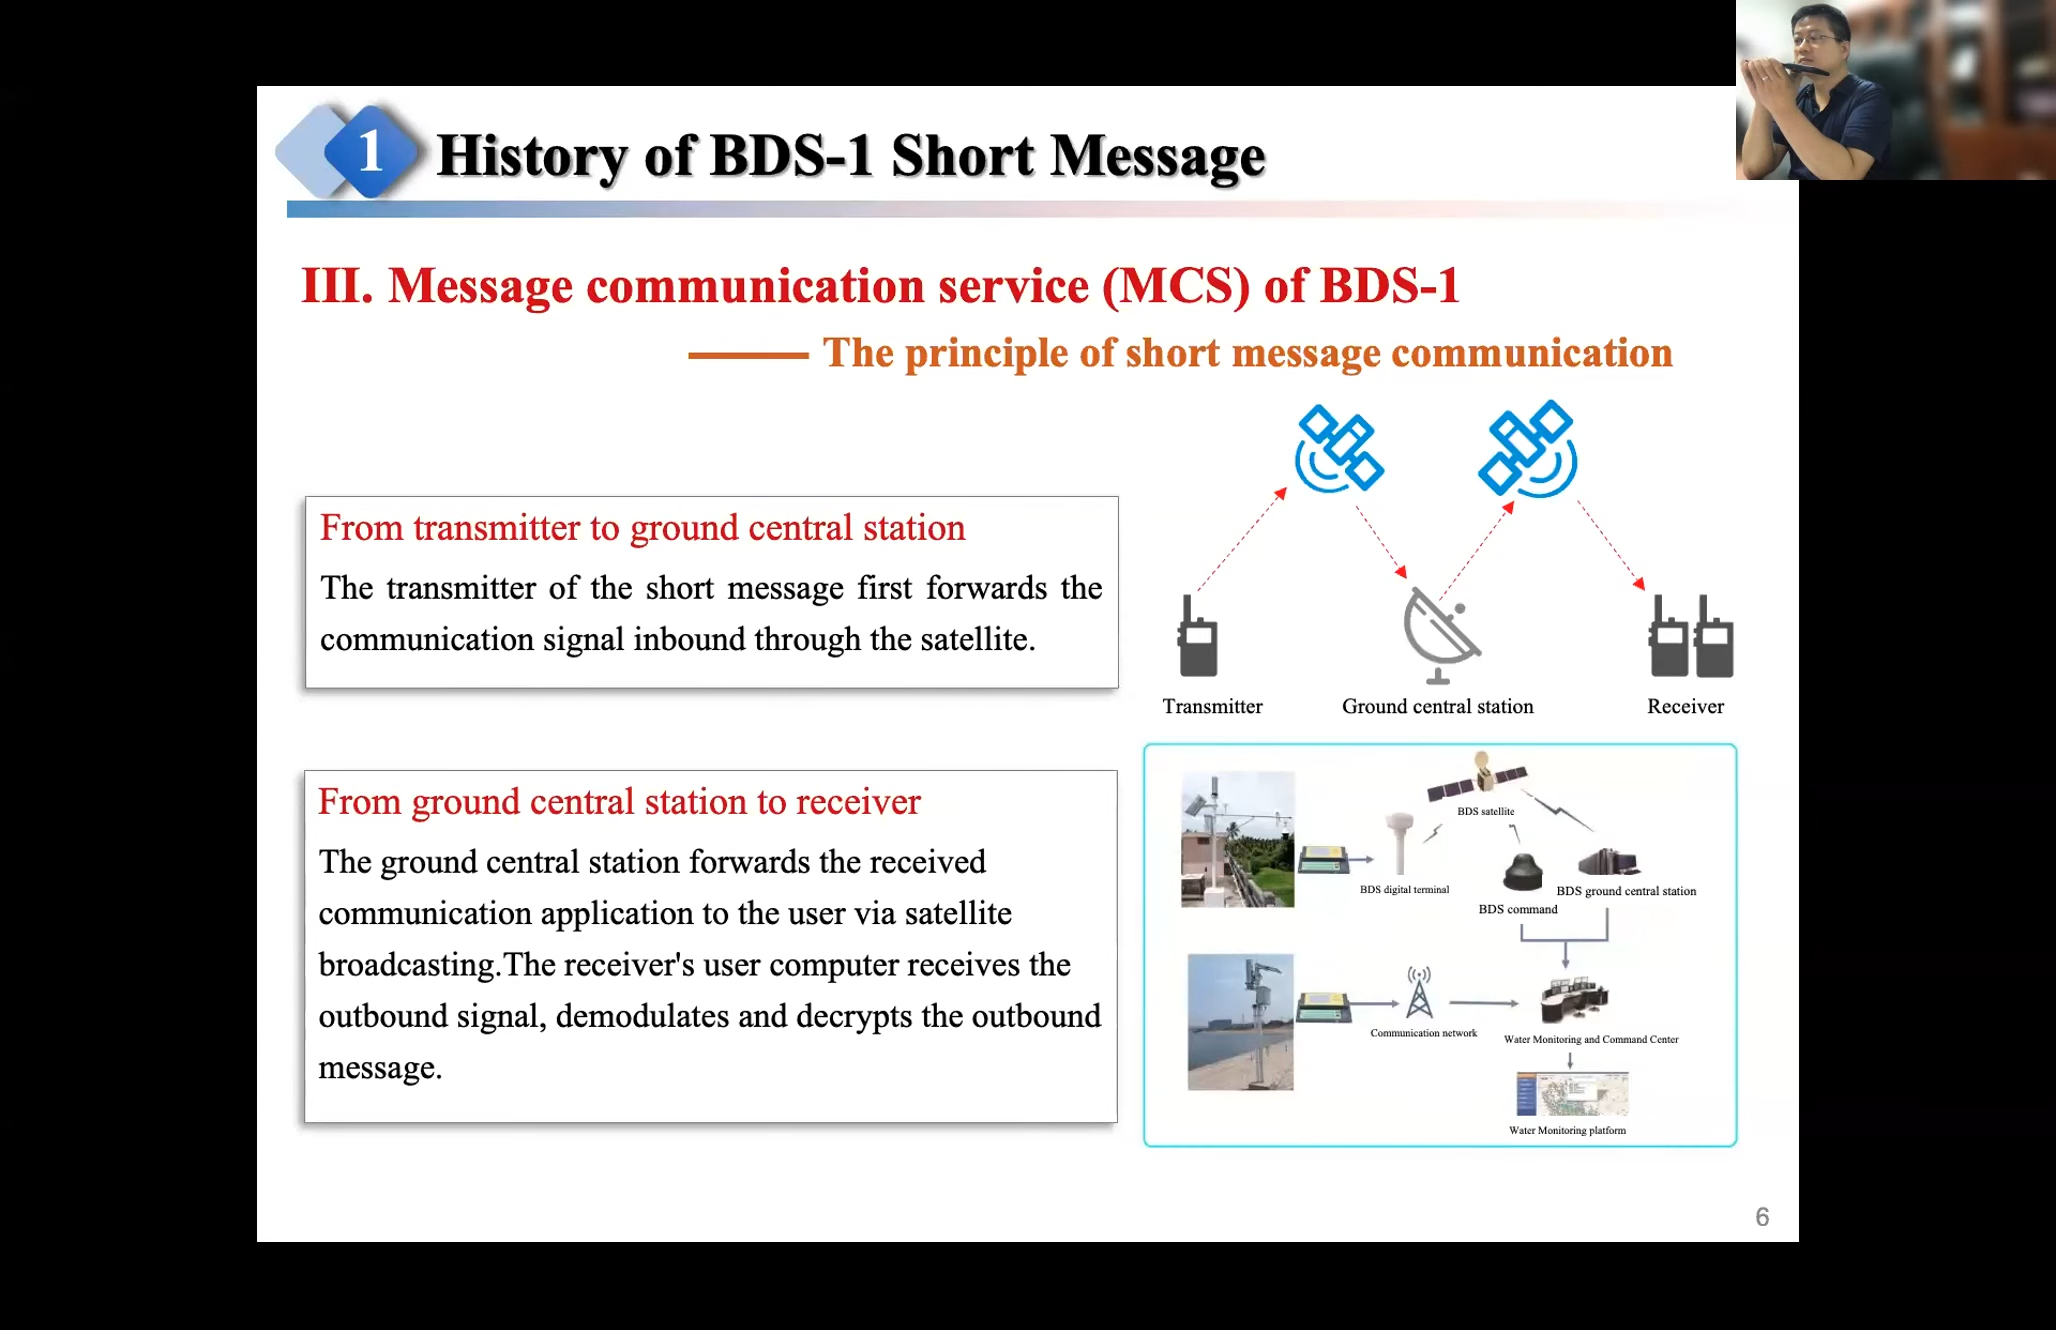 1 History of BDS-1 Short Message
III. Message communication service (MCS) of BDS-1
The principle of short message communication
From transmitter to ground central station
The transmitter of the short message first forwards the
communication signal inbound through the satellite.
Transmitter
Ground central station
Receiver
From ground central station to receiver
The ground central station forwards the received
communication application to the user via satellite
broadcasting.The receiver's user computer receives the
outbound signal, demodulates and decrypts the outbound
message.
BDS satellite
BDS digital terminal
BDS command
BDS ground central station
Communication network
Water Monitoring and Command Center
Water Monitoring platform
6